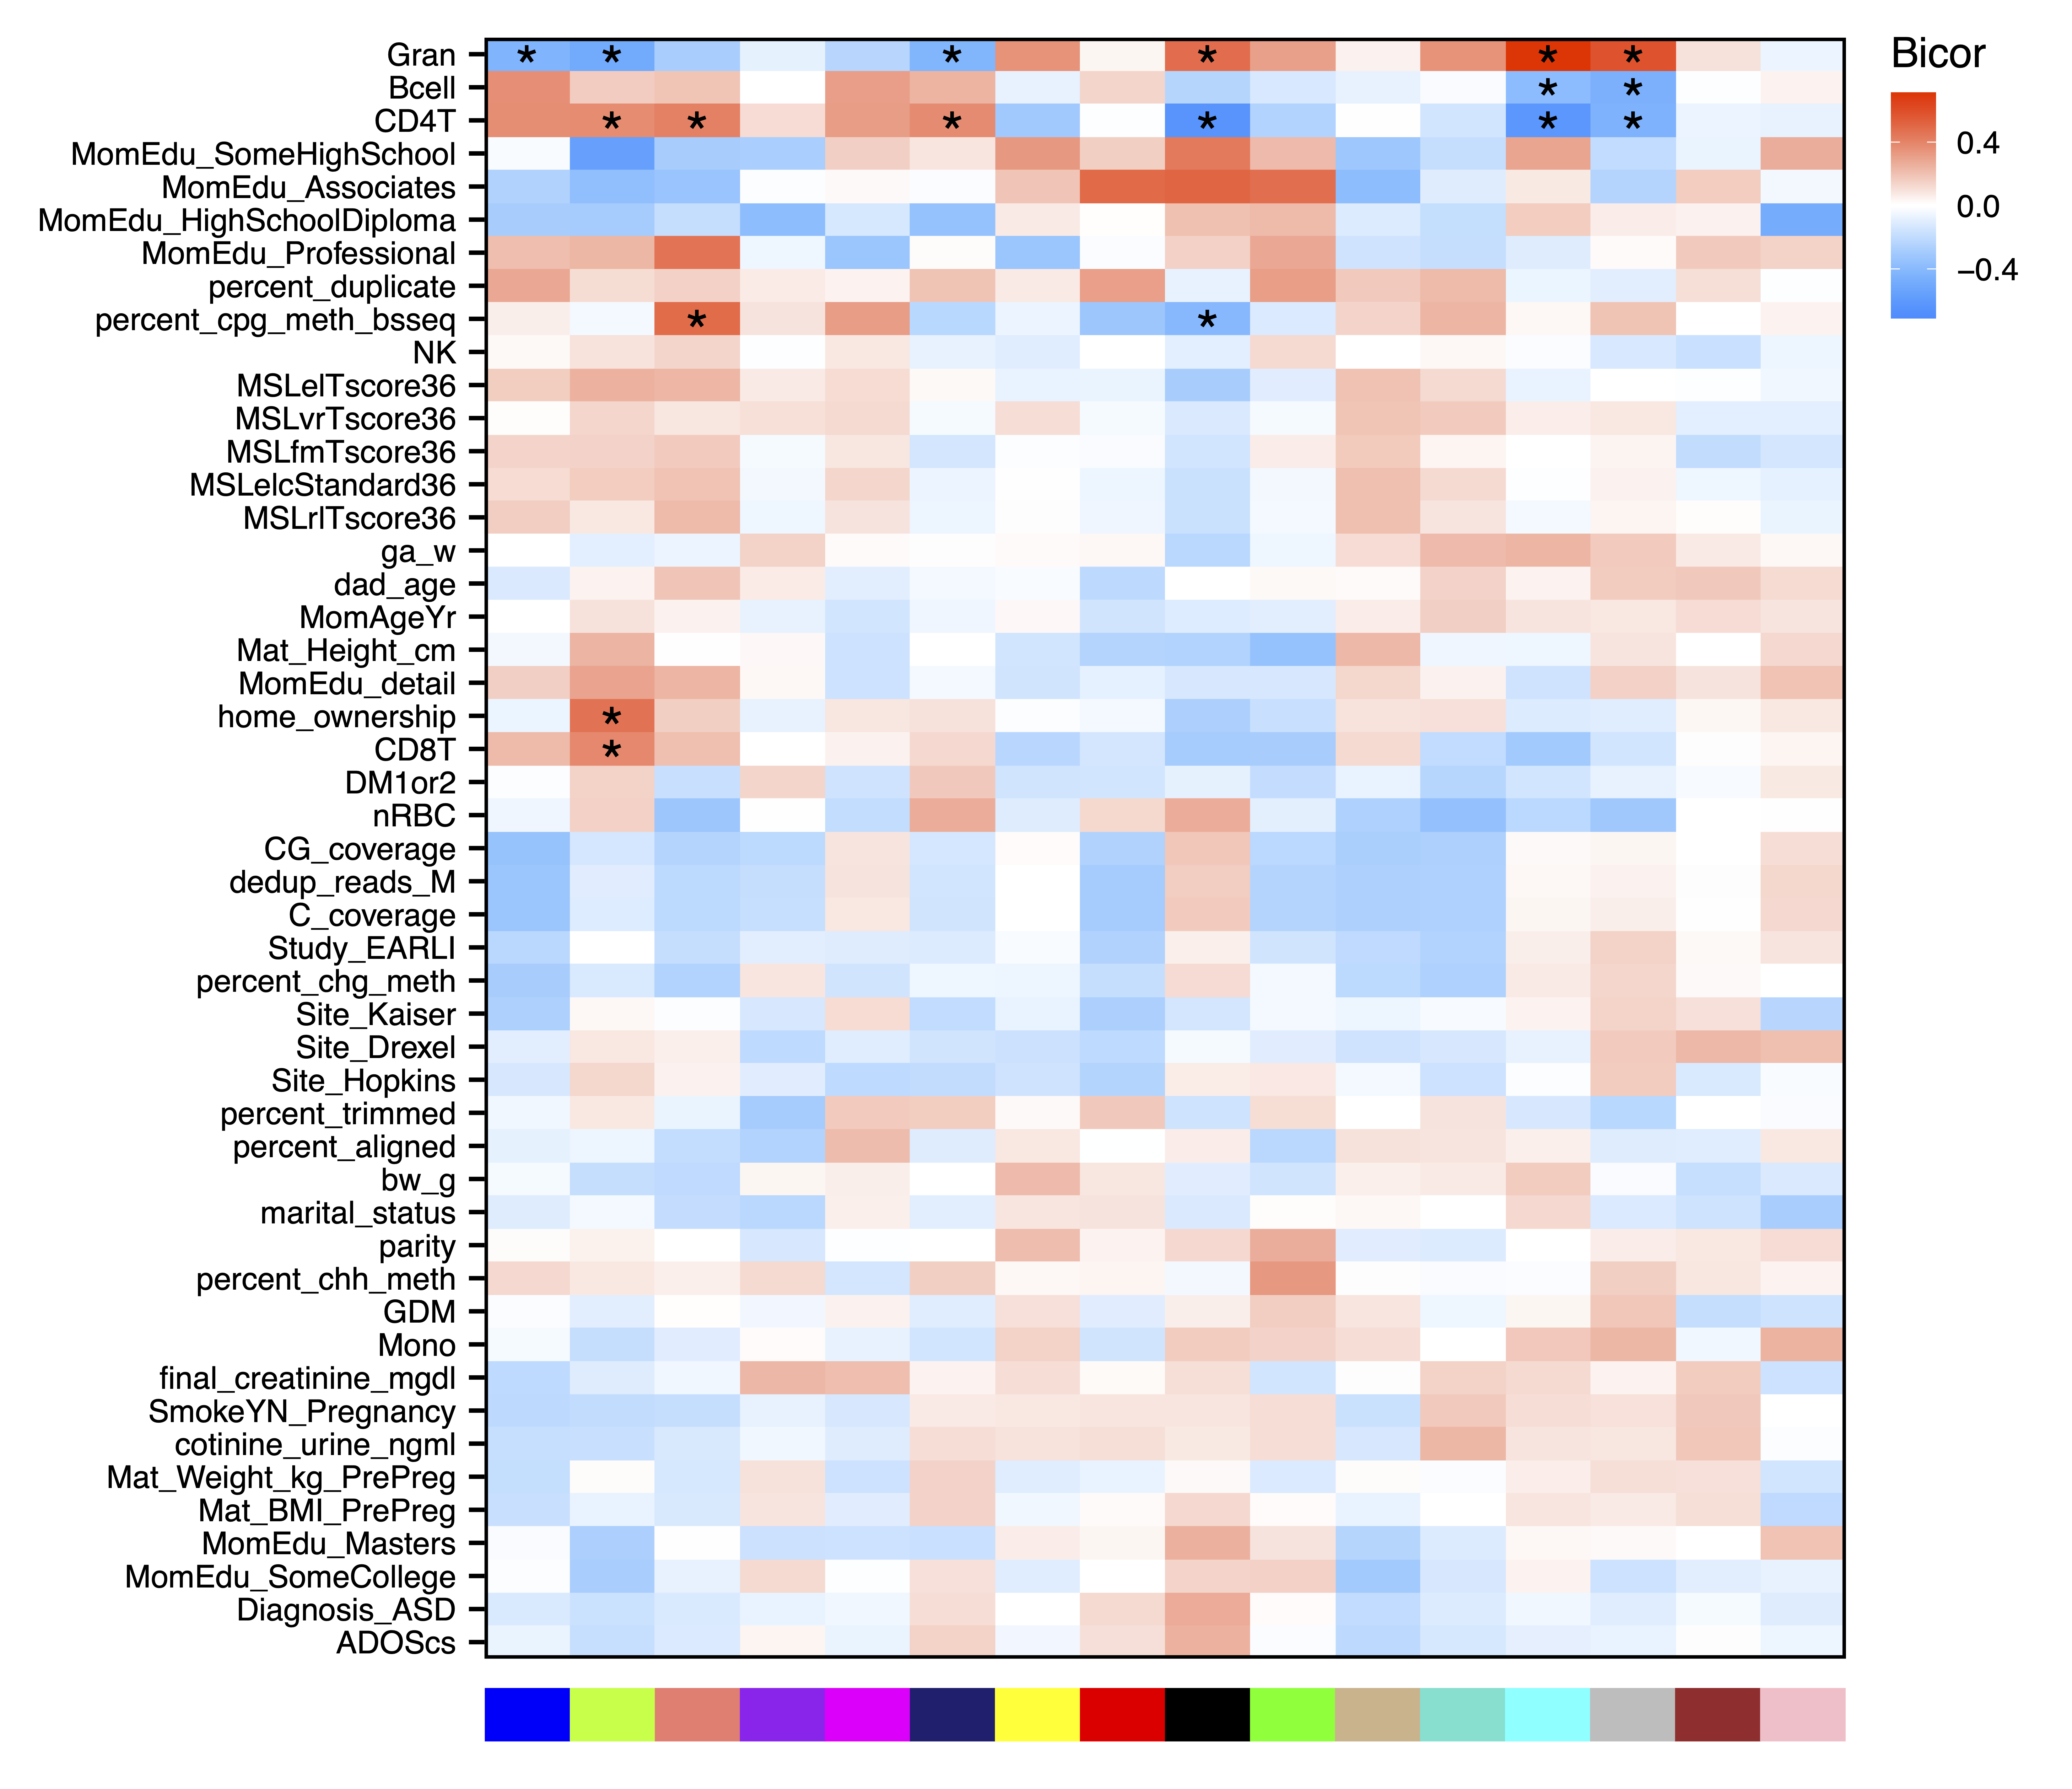 Bicor
0.4
0.0
−0.4
Gran * * * * * *
Bcell * *
CD4T * * * * * *
MomEdu_SomeHighSchool
MomEdu_Associates
MomEdu_HighSchoolDiploma
MomEdu_Professional
percent_duplicate
percent_cpg_meth_bsseq * *
NK
MSLelTscore36
MSLvrTscore36
MSLfmTscore36
MSLelcStandard36
MSLrlTscore36
ga_w
dad_age
MomAgeYr
Mat_Height_cm
MomEdu_detail
home_ownership *
CD8T *
DM1or2
nRBC
CG_coverage
dedup_reads_M
C_coverage
Study_EARLI
percent_chg_meth
Site_Kaiser
Site_Drexel
Site_Hopkins
percent_trimmed
percent_aligned
bw_g
marital_status
parity
percent_chh_meth
GDM
Mono
final_creatinine_mgdl
SmokeYN_Pregnancy
cotinine_urine_ngml
Mat_Weight_kg_PrePreg
Mat_BMI_PrePreg
MomEdu_Masters
MomEdu_SomeCollege
Diagnosis_ASD
ADOScs